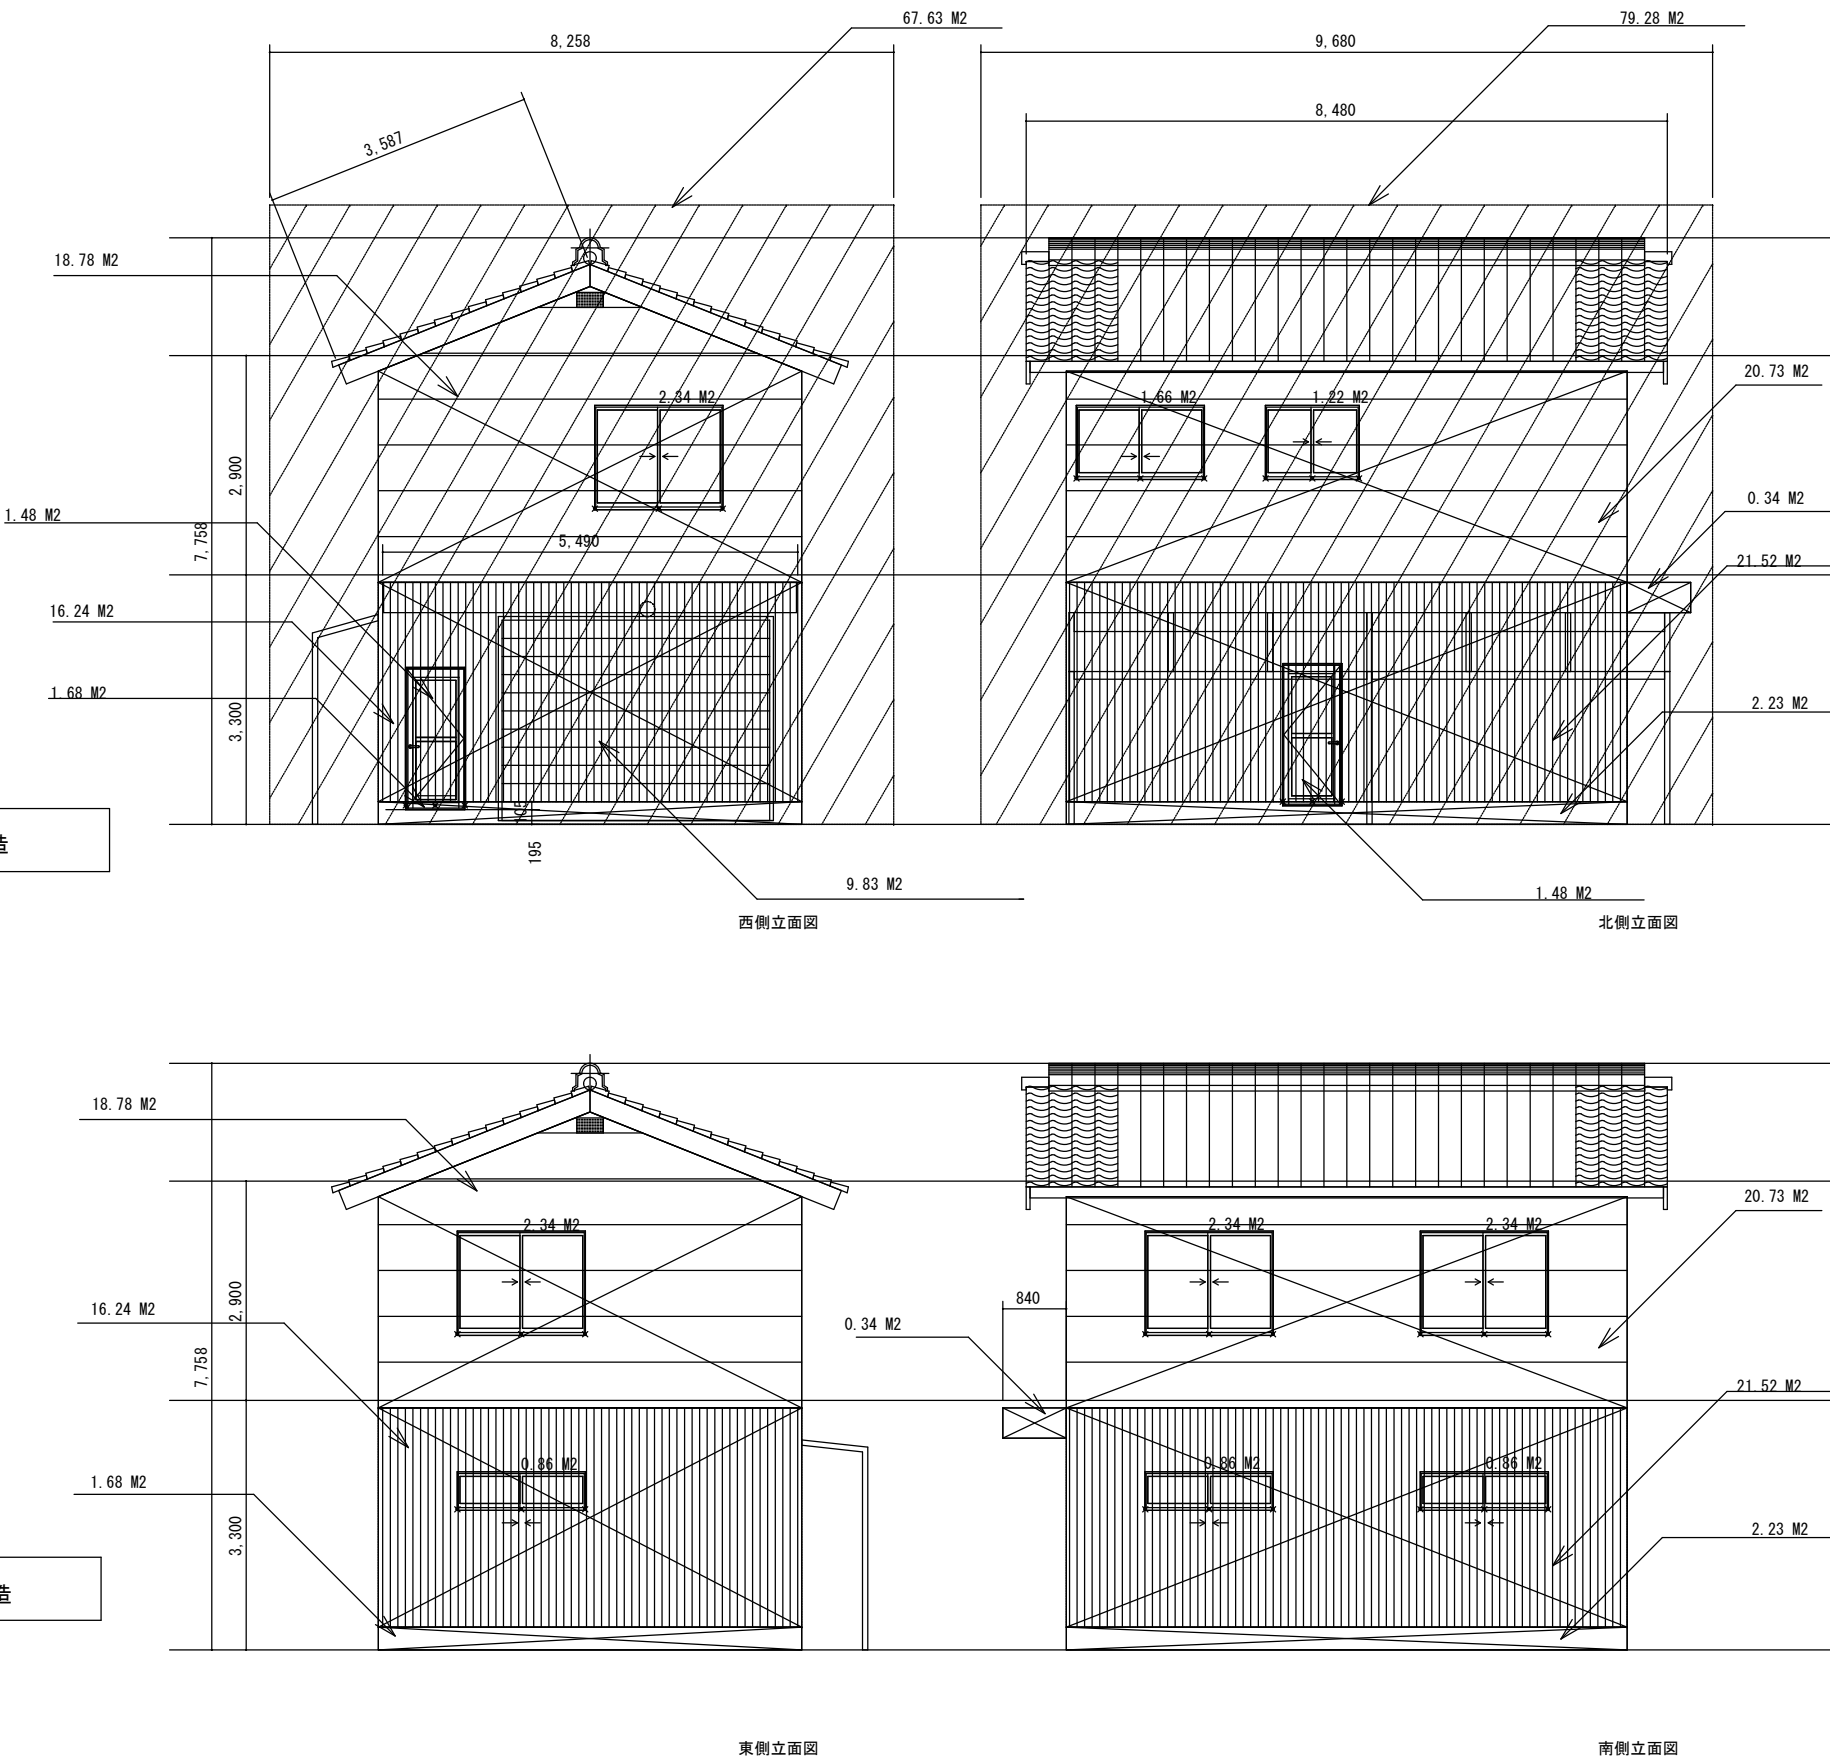 67.63 M2
79.28 M2
8,258
9,680
8,480
3,587
18.78 M2
20.73 M2
2.34 M2
1.66 M2
1.22 M2
2,900
0.34 M2
1.48 M2
7,758
5,490
21.52 M2
16.24 M2
1.68 M2
2.23 M2
3,300
105
造
195
9.83 M2
1.48 M2
西側立面図
北側立面図
18.78 M2
20.73 M2
2.34 M2
2.34 M2
2.34 M2
2,900
840
16.24 M2
0.34 M2
7,758
21.52 M2
0.86 M2
0.86 M2
0.86 M2
1.68 M2
2.23 M2
3,300
造
東側立面図
南側立面図